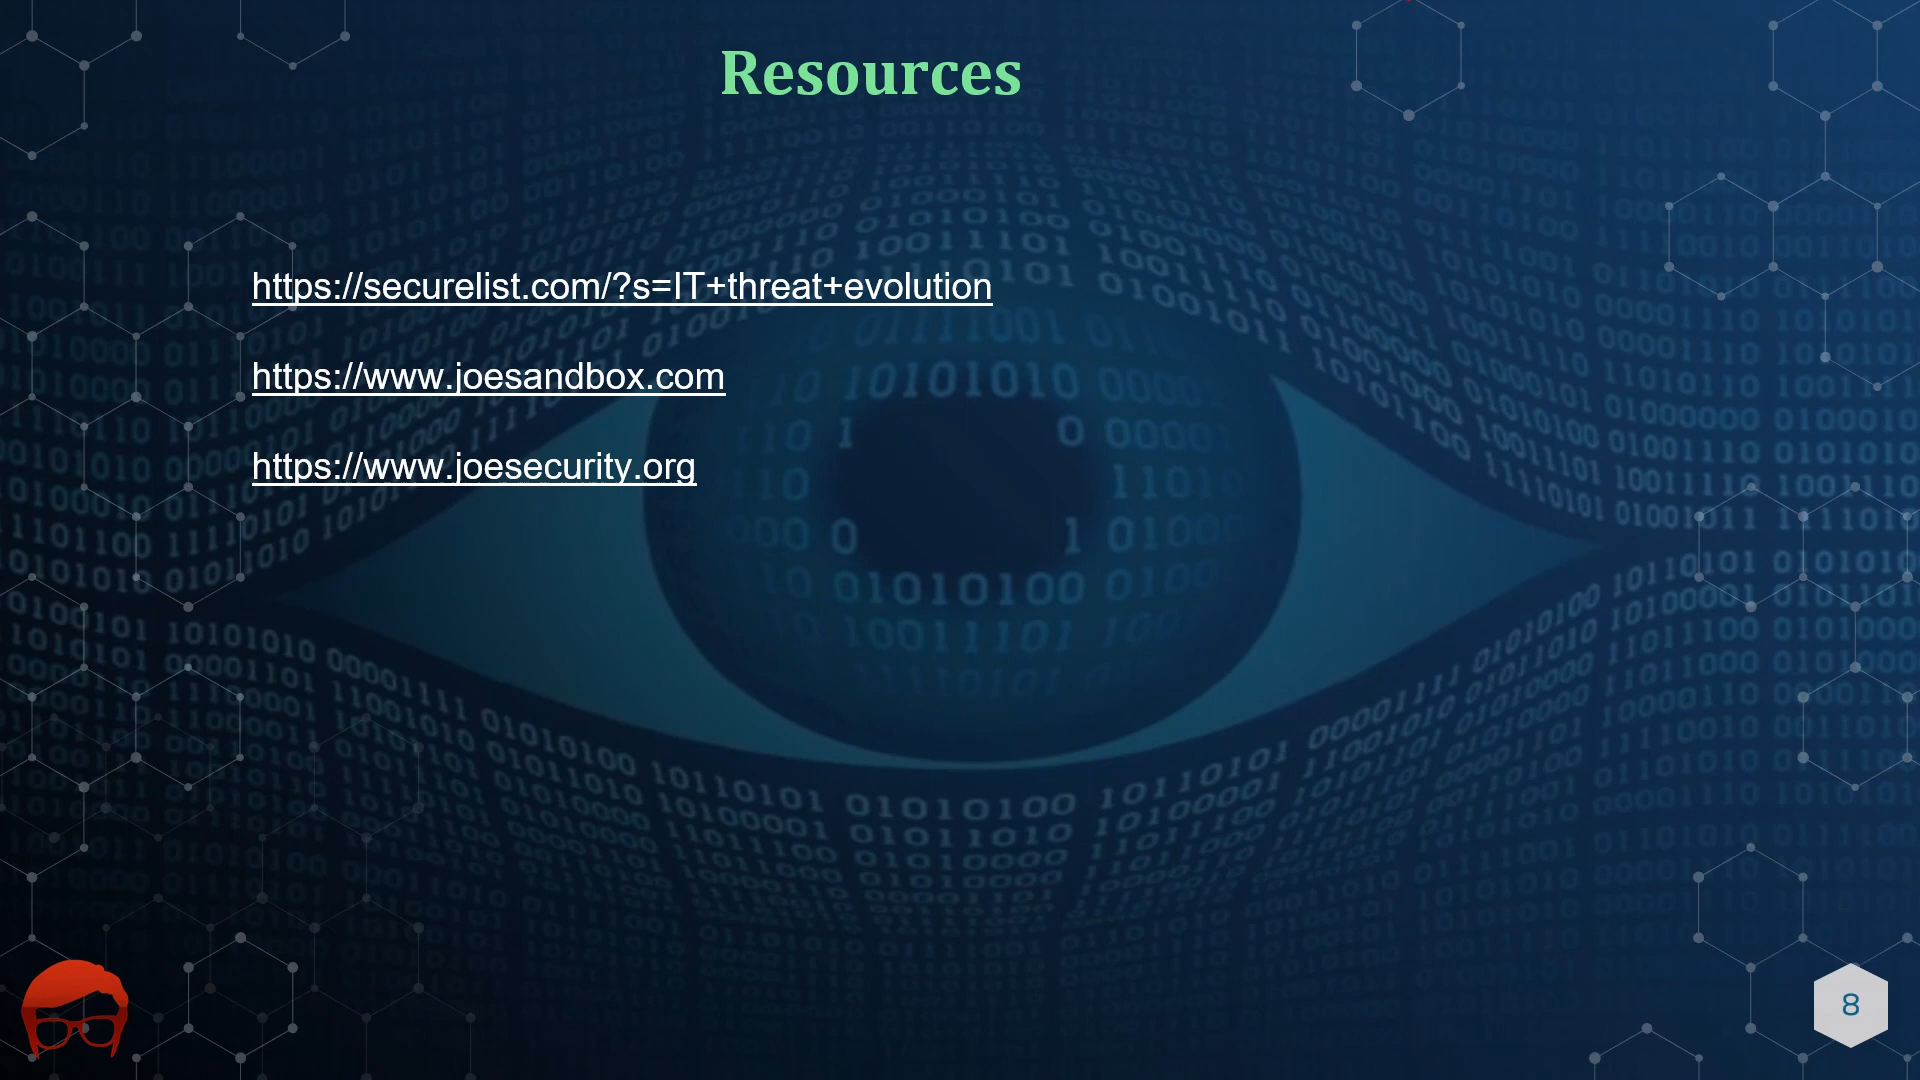 Resources
https://securelist.com/?s=IT+threat+evolution
https://www.joesandbox.com
https://www.joesecurity.org
8